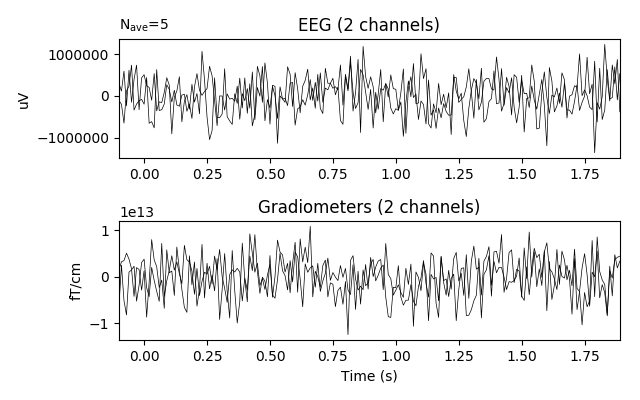 N_ave=5
EEG (2 channels)
1000000
0
−1000000
uV
0.00 0.25 0.50 0.75 1.00 1.25 1.50 1.75
1e13
Gradiometers (2 channels)
1
0
−1
fT/cm
0.00 0.25 0.50 0.75 1.00 1.25 1.50 1.75
Time (s)